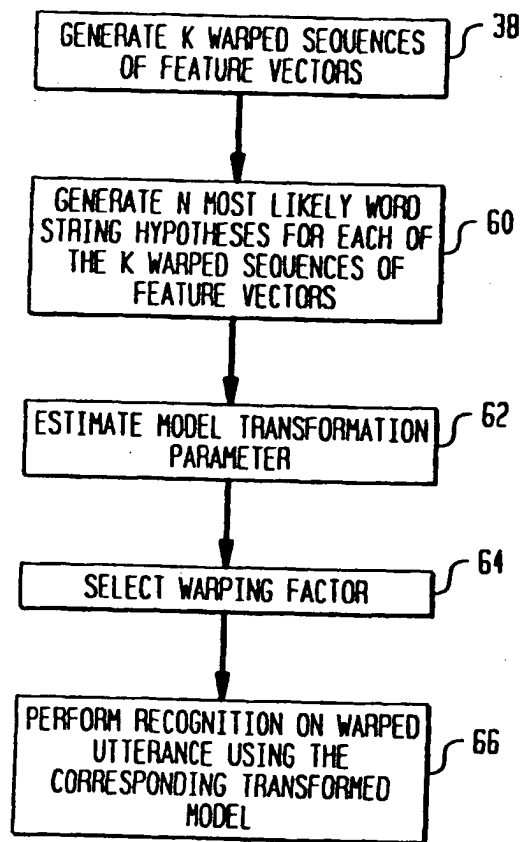 GENERATE K WARPED SEQUENCES
OF FEATURE VECTORS
38
GENERATE N MOST LIKELY WORD
STRING HYPOTHESES FOR EACH OF
THE K WARPED SEQUENCES OF
FEATURE VECTORS
60
ESTIMATE MODEL TRANSFORMATION
PARAMETER
62
SELECT WARPING FACTOR
64
PERFORM RECOGNITION ON WARPED
UTTERANCE USING THE
CORRESPONDING TRANSFORMED
MODEL
66